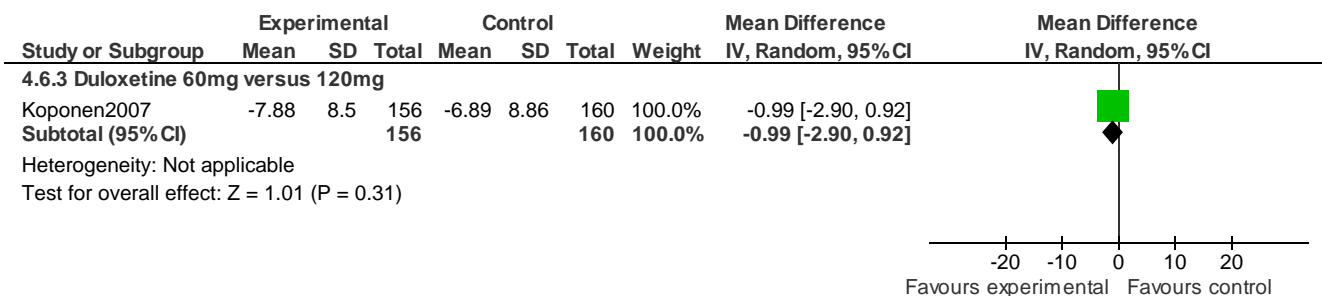 Experimental Control Mean Difference Mean Difference
Study or Subgroup Mean SD Total Mean SD Total Weight IV, Random, 95% CI IV, Random, 95% CI
4.6.3 Duloxetine 60mg versus 120mg
Koponen2007 -7.88 8.5 156 -6.89 8.86 160 100.0% -0.99 [-2.90, 0.92]
Subtotal (95% CI) 156 160 100.0% -0.99 [-2.90, 0.92]
Heterogeneity: Not applicable
Test for overall effect: Z = 1.01 (P = 0.31)
-20 -10 0 10 20
Favours experimental Favours control